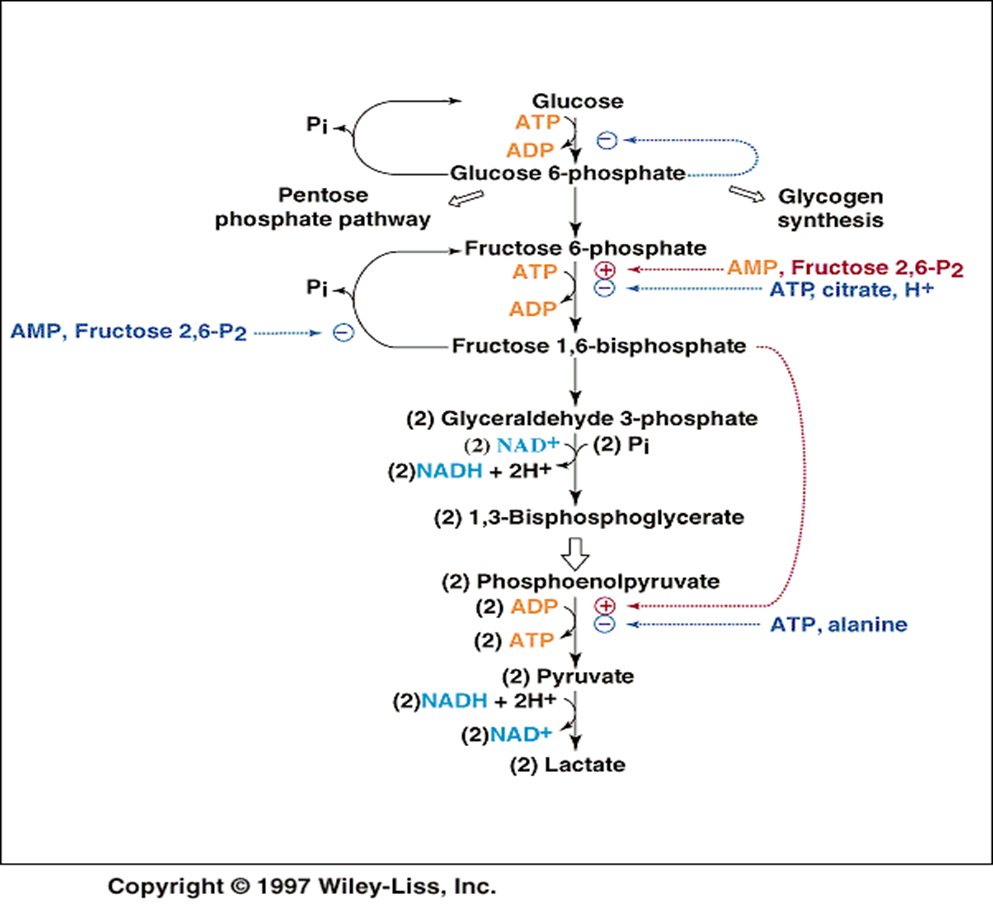 Glucose
Pi
ATP
−
ADP
Glucose 6-phosphate
Pentose
phosphate pathway
Glycogen
synthesis
Fructose 6-phosphate
ATP
+
AMP, Fructose 2,6-P2
Pi
−
ATP, citrate, H+
ADP
AMP, Fructose 2,6-P2
−
Fructose 1,6-bisphosphate
(2) Glyceraldehyde 3-phosphate
(2) NAD+
(2) Pi
(2)NADH + 2H+
(2) 1,3-Bisphosphoglycerate
(2) Phosphoenolpyruvate
(2) ADP
+
−
ATP, alanine
(2) ATP
(2) Pyruvate
(2)NADH + 2H+
(2)NAD+
(2) Lactate
Copyright © 1997 Wiley-Liss, Inc.